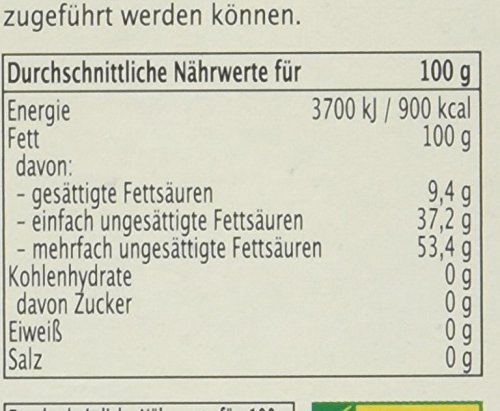 zugeführt werden können.
Durchschnittliche Nährwerte für 100 g
Energie 3700 kJ / 900 kcal
Fett 100 g
davon:
- gesättigte Fettsäuren 9,4 g
- einfach ungesättigte Fettsäuren 37,2 g
- mehrfach ungesättigte Fettsäuren 53,4 g
Kohlenhydrate 0 g
davon Zucker 0 g
Eiweiß 0 g
Salz 0 g